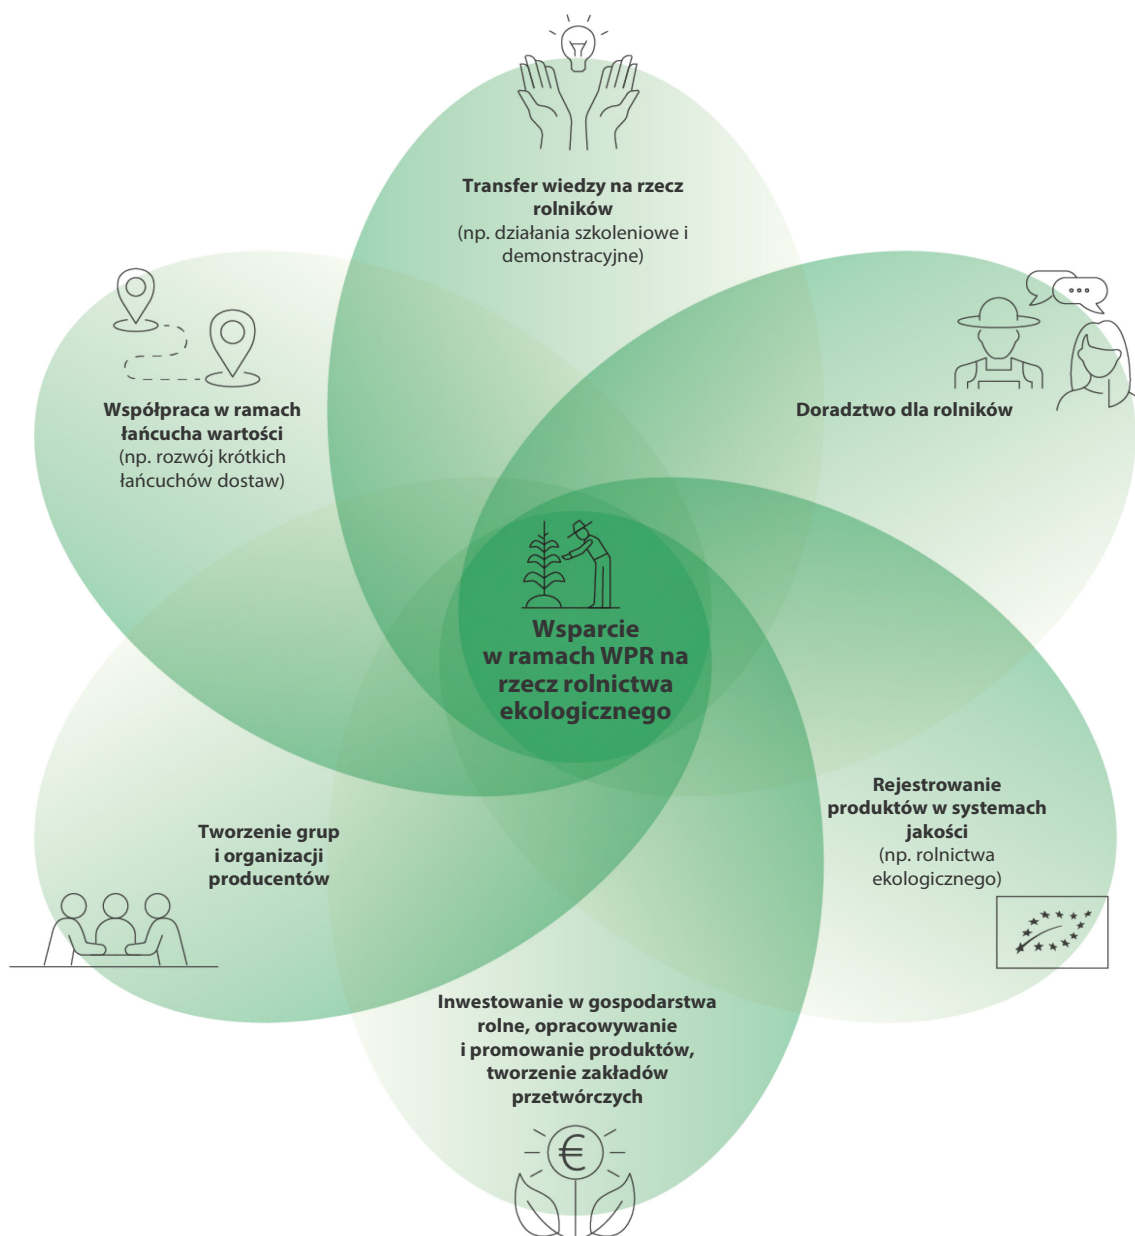 Transfer wiedzy na rzecz
rolników
(np. działania szkoleniowe i
demonstracyjne)
Doradztwo dla rolników
Współpraca w ramach
łańcucha wartości
(np. rozwój krótkich
łańcuchów dostaw)
Wsparcie
w ramach WPR na
rzecz rolnictwa
ekologicznego
Rejestrowanie
produktów w systemach
jakości
(np. rolnictwa
ekologicznego)
Tworzenie grup
i organizacji
producentów
Inwestowanie w gospodarstwa
rolne, opracowywanie
i promowanie produktów,
tworzenie zakładów
przetwórczych
€